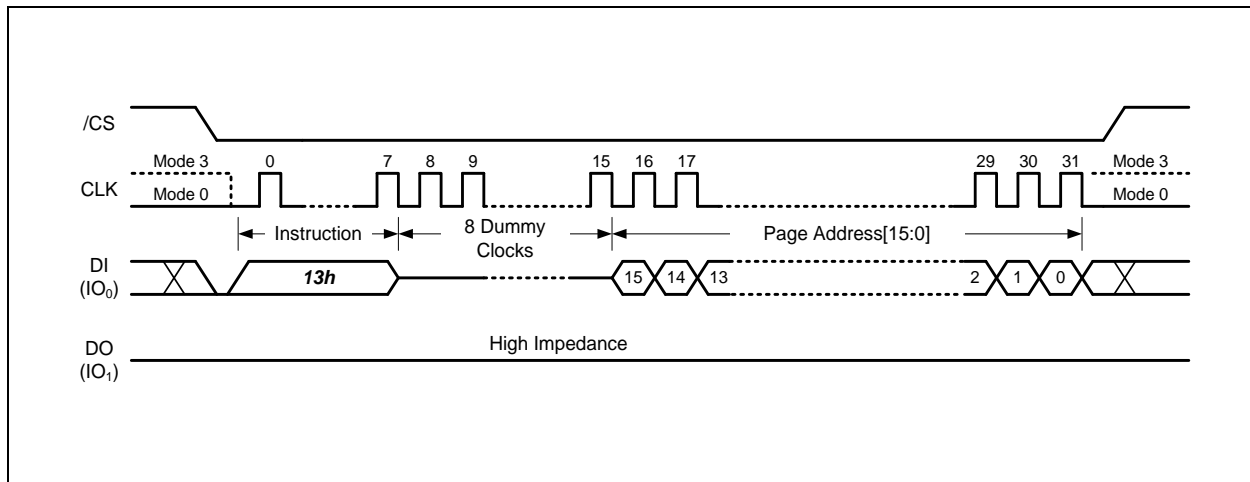 /CS
Mode 3 0 7 8 9 15 16 17 29 30 31 Mode 3
CLK
Mode 0 Mode 0
Instruction 8 Dummy Clocks Page Address[15:0]
DI (IO₀) 13h 15 14 13 2 1 0
High Impedance
DO (IO₁)